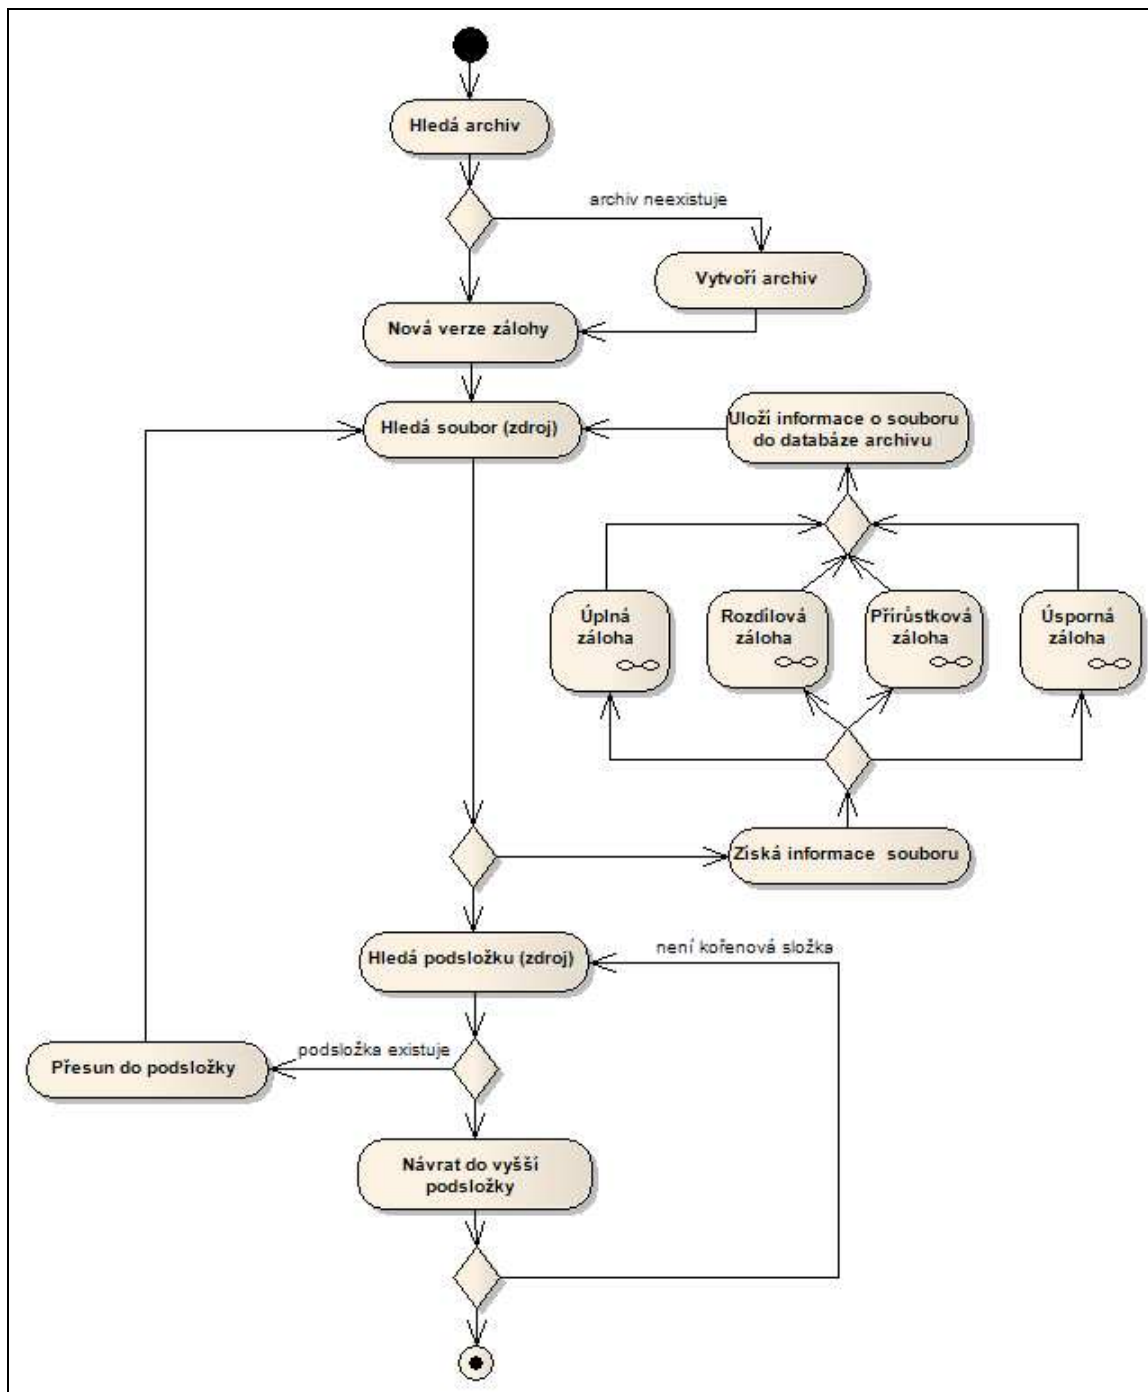 Hledá archiv
archiv neexistuje
Vytvoří archiv
Nová verze zálohy
Hledá soubor (zdroj)
Uloží informace o souboru
do databáze archivu
Úplná
záloha
Rozdílová
záloha
Přírůstková
záloha
Úsporná
záloha
Získá informace souboru
Hledá podsložku (zdroj)
není kořenová složka
Přesun do podsložky
podsložka existuje
Návrat do vyšší
podsložky